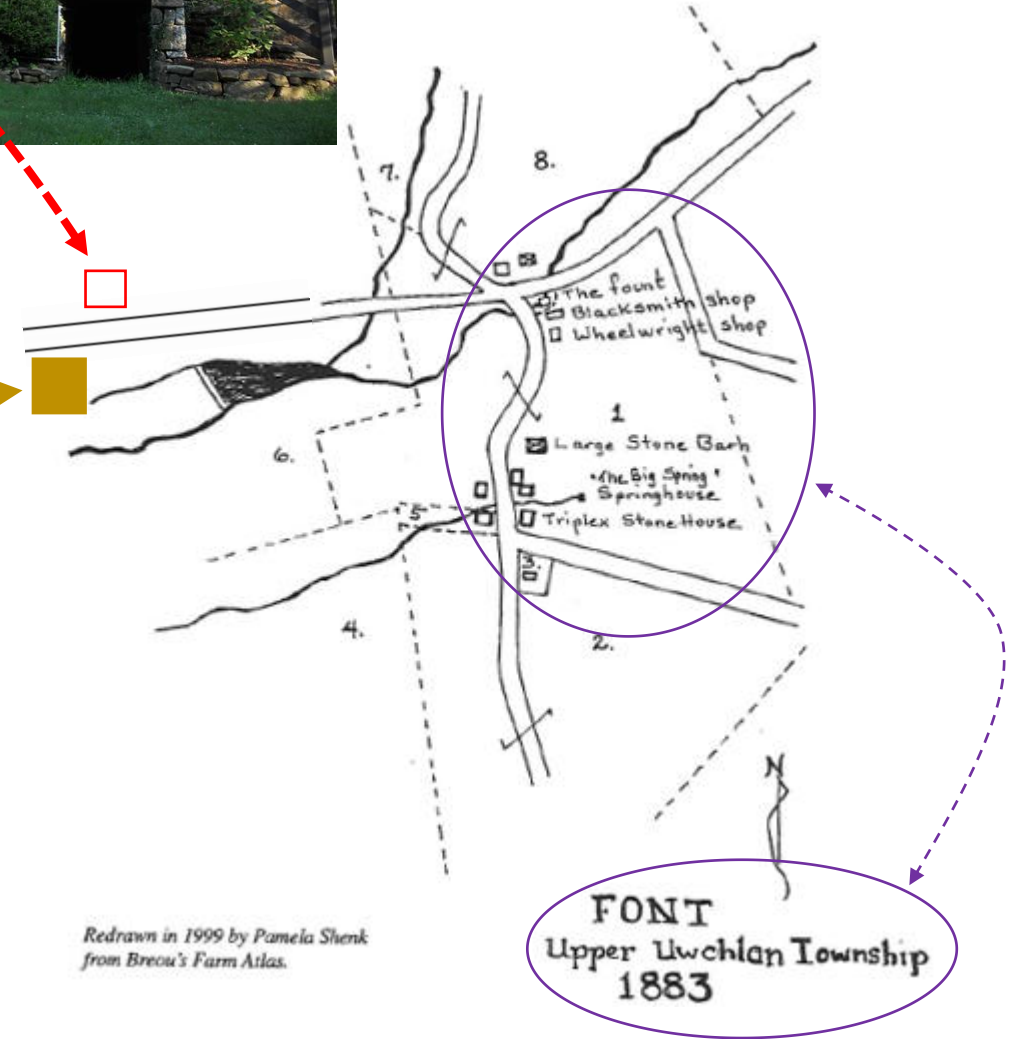 7.
8.
The fount
Blacksmith shop
Wheelwright shop
1
Large Stone Barn
6.
"The Big Spring"
Springhouse
5
Triplex Stone House
3.
4.
2.
N
FONT
Upper Uwchlan Township
1883
Redrawn in 1999 by Pamela Shenk
from Breou's Farm Atlas.